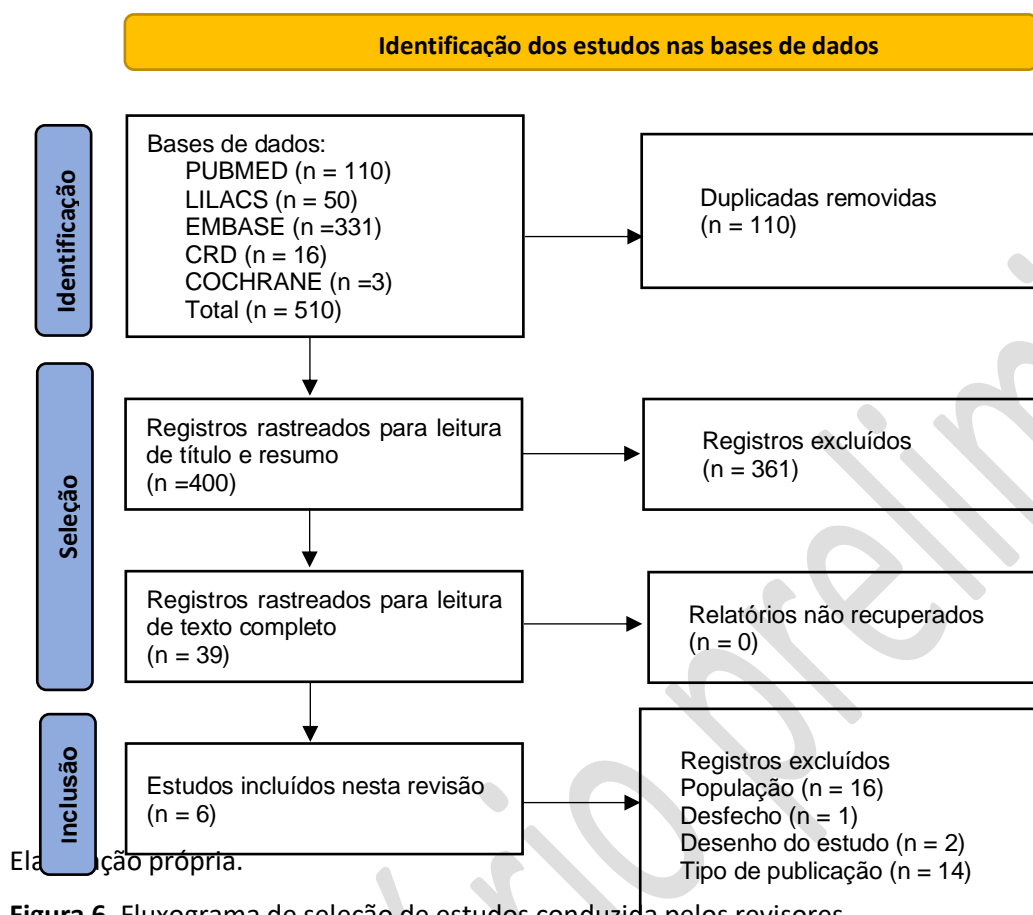 Identificação dos estudos nas bases de dados
Identificação
Bases de dados:
PUBMED (n = 110)
LILACS (n = 50)
EMBASE (n =331)
CRD (n = 16)
COCHRANE (n =3)
Total (n = 510)
Duplicadas removidas
(n = 110)
Seleção
Registros rastreados para leitura
de título e resumo
(n =400)
Registros excluídos
(n = 361)
Registros rastreados para leitura
de texto completo
(n = 39)
Relatórios não recuperados
(n = 0)
Inclusão
Estudos incluídos nesta revisão
(n = 6)
Registros excluídos
População (n = 16)
Desfecho (n = 1)
Desenho do estudo (n = 2)
Tipo de publicação (n = 14)
própria.
Figura 6. Fluxograma de seleção de estudos conduzida pelos revisores